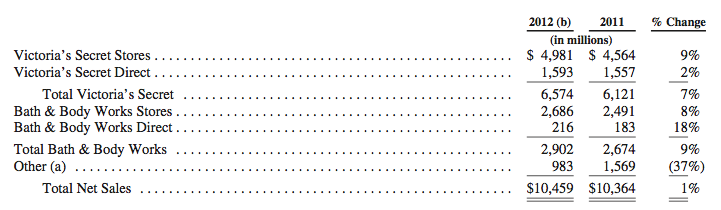 2012 (b) 2011 % Change
(in millions)
Victoria’s Secret Stores . . . . . . . . . . . . . . . . . . . . $ 4,981 $ 4,564 9%
Victoria’s Secret Direct . . . . . . . . . . . . . . . . . . . . 1,593 1,557 2%
Total Victoria’s Secret . . . . . . . . . . . . . . . . . . . . 6,574 6,121 7%
Bath & Body Works Stores . . . . . . . . . . . . . . . . . . . . 2,686 2,491 8%
Bath & Body Works Direct . . . . . . . . . . . . . . . . . . . . 216 183 18%
Total Bath & Body Works . . . . . . . . . . . . . . . . . . . . 2,902 2,674 9%
Other (a) . . . . . . . . . . . . . . . . . . . . 983 1,569 (37%)
Total Net Sales . . . . . . . . . . . . . . . . . . . . $10,459 $10,364 1%